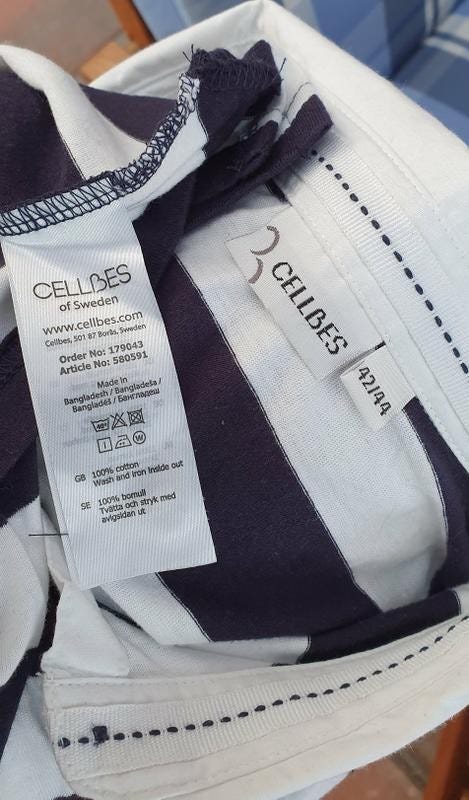 CELLBES
of Sweden
www.cellbes.com
Cellbes, 501 87 Borås, Sweden
Order No: 179043
Article No: 580591
Made in
Bangladesh / Bangladeša /
Bangladéš / Бангладеш
40°
W
GB 100% cotton
Wash and iron inside out
SE 100% bomull
Tvätta och stryk med
avigsidan ut
CELLBES
42/44